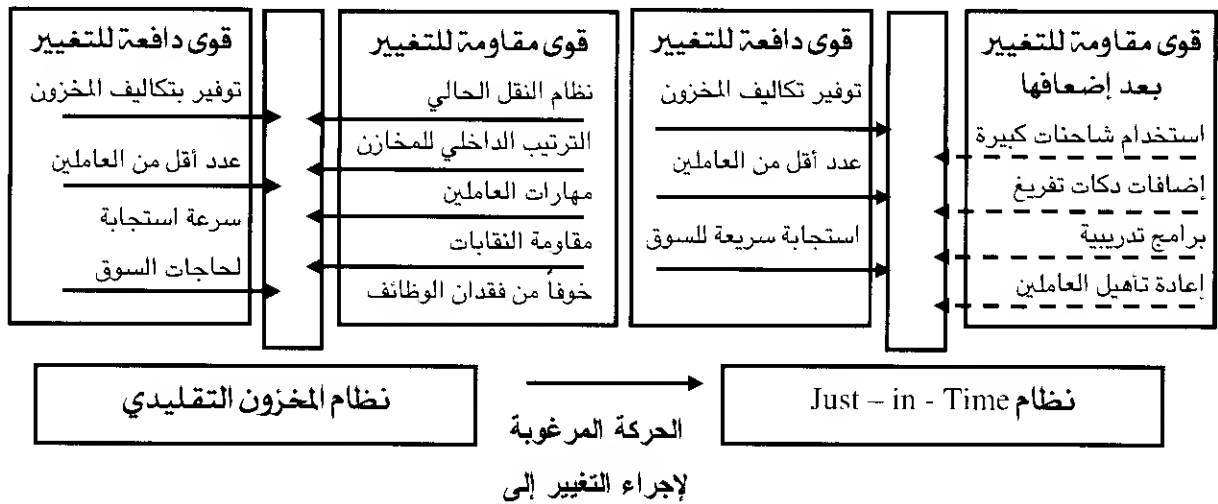 قوى دافعة للتغيير
توفير بتكاليف المخزون
عدد أقل من العاملين
سرعة استجابة
لحاجات السوق
قوى مقاومة للتغيير
نظام النقل الحالي
الترتيب الداخلي للمخازن
مهارات العاملين
مقاومة النقابات
خوفاً من فقدان الوظائف
قوى دافعة للتغيير
توفير تكاليف المخزون
عدد أقل من العاملين
استجابة سريعة للسوق
قوى مقاومة للتغيير
بعد إضعافها
استخدام شاحنات كبيرة
إضافات دكات تفريغ
برامج تدريبية
إعادة تأهيل العاملين
نظام المخزون التقليدي
الحركة المرغوبة
لإجراء التغيير إلى
نظام Just – in - Time